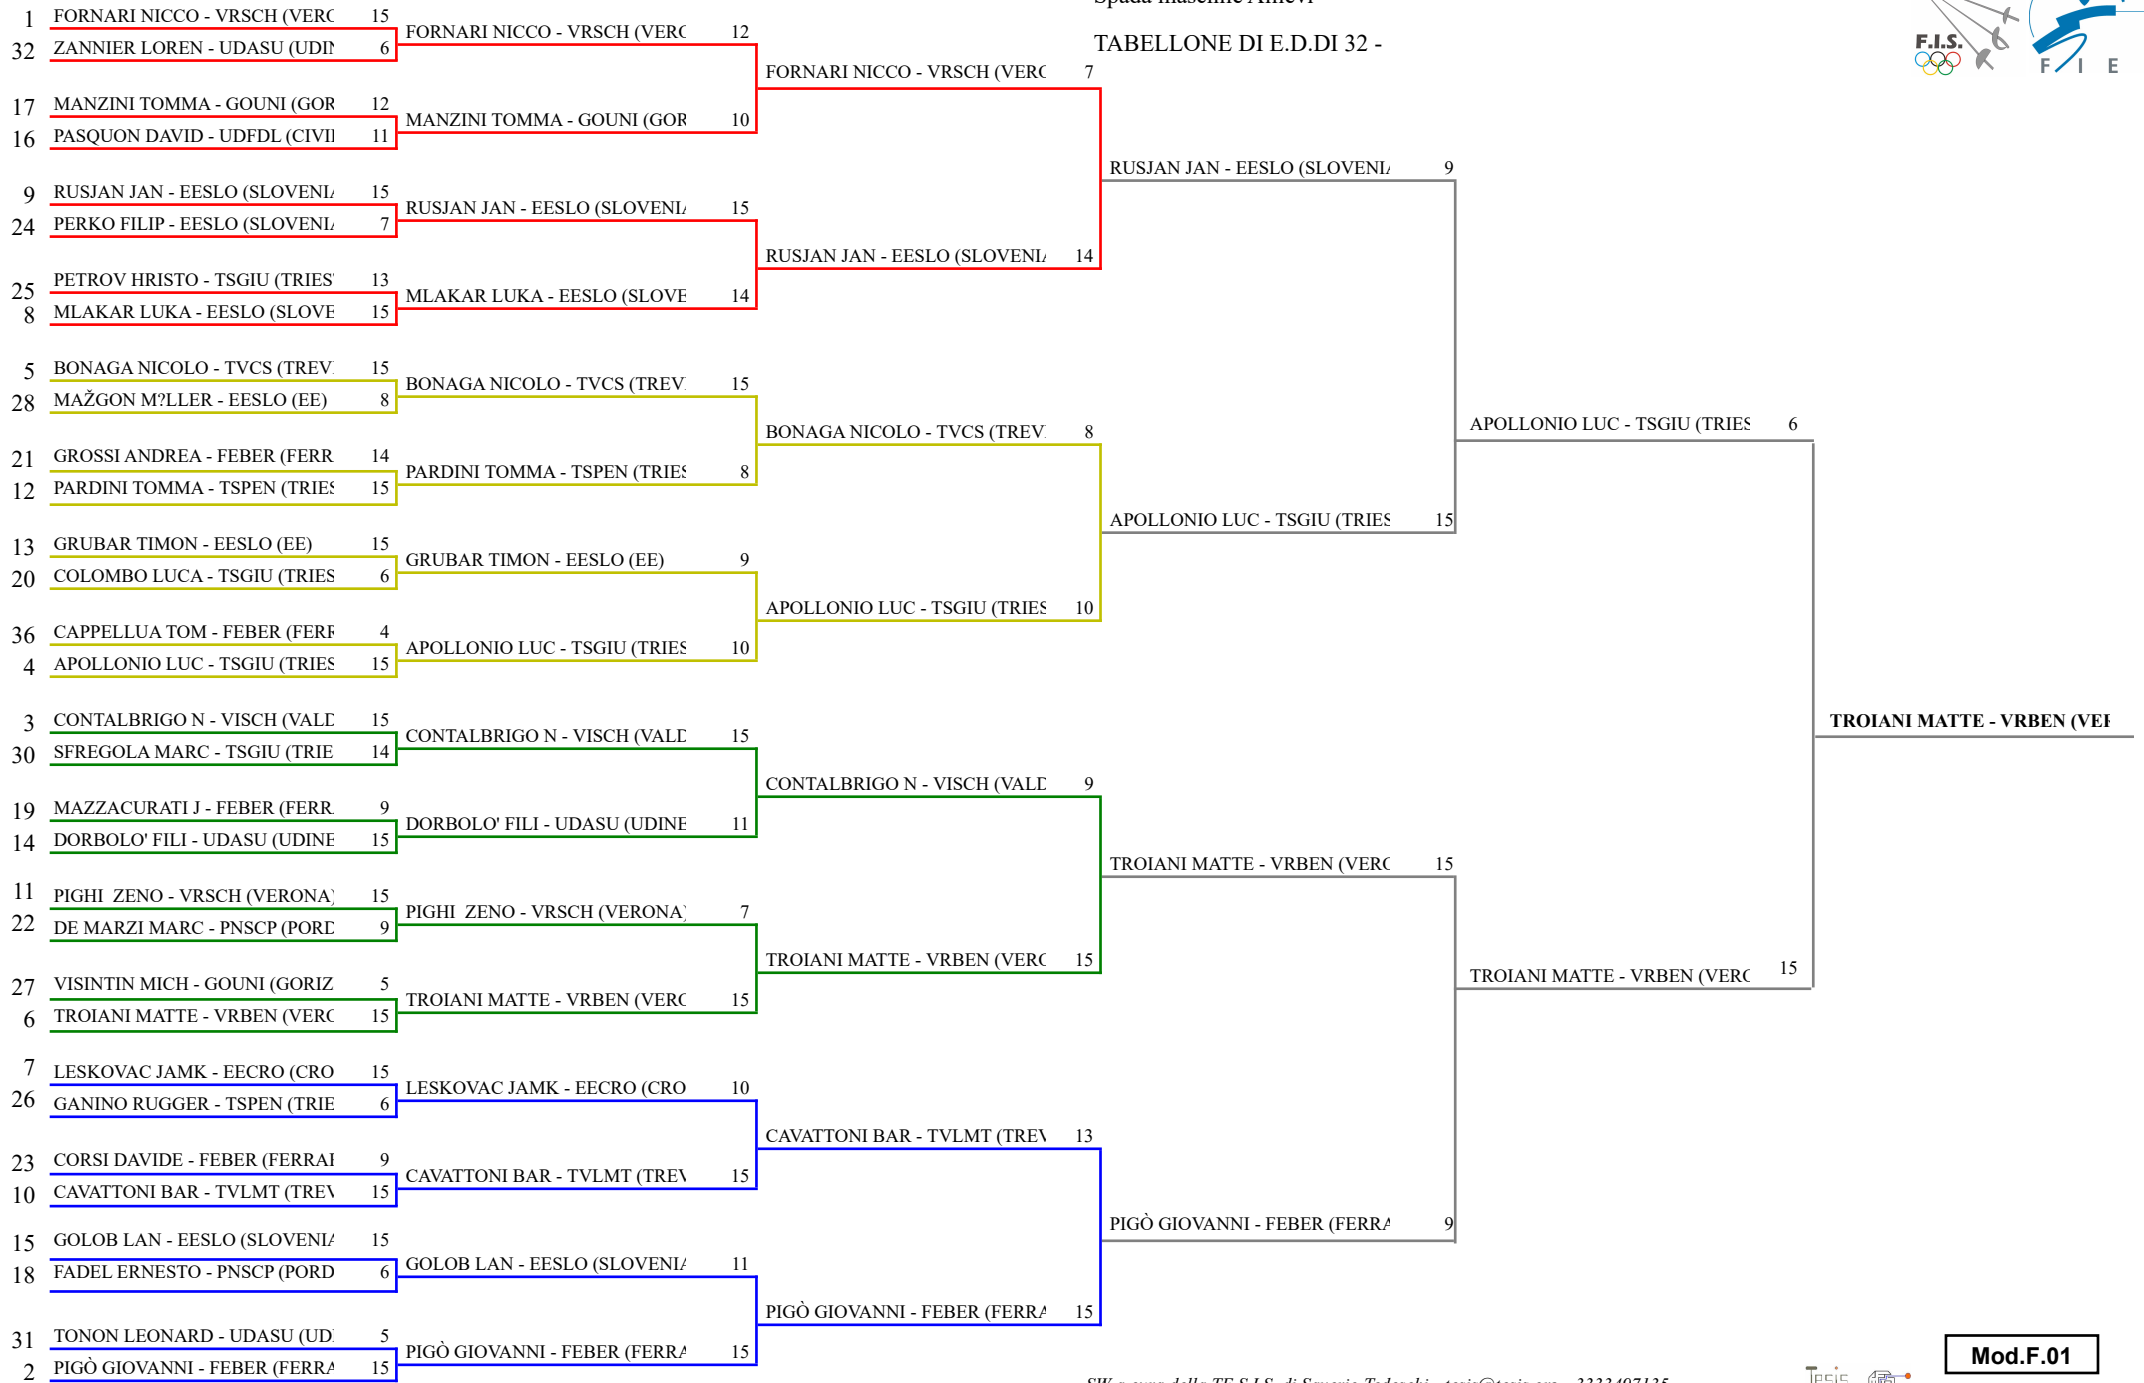 TABELLONE DI E.D.DI 32 -
F.I.S.
F I E
1 FORNARI NICCO - VRSCH (VERC 15
32 ZANNIER LOREN - UDASU (UDIN 6
17 MANZINI TOMMA - GOUNI (GOR 12
16 PASQUON DAVID - UDFDL (CIVII 11
9 RUSJAN JAN - EESLO (SLOVENIA 15
24 PERKO FILIP - EESLO (SLOVENIA 7
25 PETROV HRISTO - TSGIU (TRIES 13
8 MLAKAR LUKA - EESLO (SLOVE 15
5 BONAGA NICOLO - TVCS (TREV 15
28 MAŽGON M?LLER - EESLO (EE) 8
21 GROSSI ANDREA - FEBER (FERR 14
12 PARDINI TOMMA - TSPEN (TRIES 15
13 GRUBAR TIMON - EESLO (EE) 15
20 COLOMBO LUCA - TSGIU (TRIES 6
36 CAPPELLUA TOM - FEBER (FERR 4
4 APOLLONIO LUC - TSGIU (TRIES 15
3 CONTALBRIGO N - VISCH (VALD 15
30 SFREGOLA MARC - TSGIU (TRIE 14
19 MAZZACURATI J - FEBER (FERR 9
14 DORBOLO' FILI - UDASU (UDINE 15
11 PIGHI  ZENO - VRSCH (VERONA) 15
22 DE MARZI MARC - PNSCP (PORD 9
27 VISINTIN MICH - GOUNI (GORIZ 5
6 TROIANI MATTE - VRBEN (VERC 15
7 LESKOVAC JAMK - EECRO (CRO 15
26 GANINO RUGGER - TSPEN (TRIE 6
23 CORSI DAVIDE - FEBER (FERRAI 9
10 CAVATTONI BAR - TVLMT (TREV 15
15 GOLOB LAN - EESLO (SLOVENIA 15
18 FADEL ERNESTO - PNSCP (PORD 6
31 TONON LEONARD - UDASU (UD 5
2 PIGÒ GIOVANNI - FEBER (FERRA 15
FORNARI NICCO - VRSCH (VERC 12
MANZINI TOMMA - GOUNI (GOR 10
RUSJAN JAN - EESLO (SLOVENIA 15
MLAKAR LUKA - EESLO (SLOVE 14
BONAGA NICOLO - TVCS (TREV 15
PARDINI TOMMA - TSPEN (TRIES 8
GRUBAR TIMON - EESLO (EE) 9
APOLLONIO LUC - TSGIU (TRIES 10
CONTALBRIGO N - VISCH (VALD 15
DORBOLO' FILI - UDASU (UDINE 11
PIGHI  ZENO - VRSCH (VERONA) 7
TROIANI MATTE - VRBEN (VERC 15
LESKOVAC JAMK - EECRO (CRO 10
CAVATTONI BAR - TVLMT (TREV 15
GOLOB LAN - EESLO (SLOVENIA 11
PIGÒ GIOVANNI - FEBER (FERRA 15
FORNARI NICCO - VRSCH (VERC 7
RUSJAN JAN - EESLO (SLOVENIA 14
BONAGA NICOLO - TVCS (TREV 8
APOLLONIO LUC - TSGIU (TRIES 10
CONTALBRIGO N - VISCH (VALD 9
TROIANI MATTE - VRBEN (VERC 15
CAVATTONI BAR - TVLMT (TREV 13
PIGÒ GIOVANNI - FEBER (FERRA 15
RUSJAN JAN - EESLO (SLOVENIA 9
APOLLONIO LUC - TSGIU (TRIES 15
TROIANI MATTE - VRBEN (VERC 15
PIGÒ GIOVANNI - FEBER (FERRA 9
APOLLONIO LUC - TSGIU (TRIES 6
TROIANI MATTE - VRBEN (VERC 15
TROIANI MATTE - VRBEN (VER
Mod.F.01